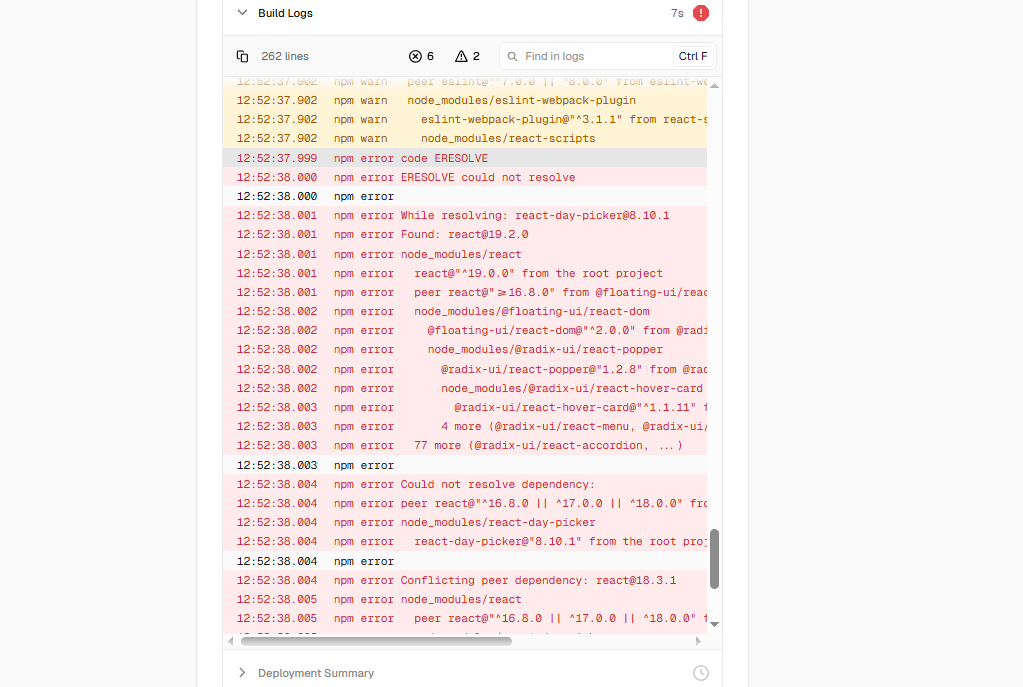 Build Logs 7s
262 lines 6 2 Find in logs Ctrl F
12:52:37.902 npm warn peer eslint@"^7.0.0 || ^8.0.0" from
12:52:37.902 npm warn node_modules/eslint-webpack-plugin
12:52:37.902 npm warn eslint-webpack-plugin@"^3.1.1" from react-s
12:52:37.902 npm warn node_modules/react-scripts
12:52:37.999 npm error code ERESOLVE
12:52:38.000 npm error ERESOLVE could not resolve
12:52:38.000 npm error
12:52:38.001 npm error While resolving: react-day-picker@8.10.1
12:52:38.001 npm error Found: react@19.2.0
12:52:38.001 npm error node_modules/react
12:52:38.001 npm error react@"^19.0.0" from the root project
12:52:38.001 npm error peer react@">=16.8.0" from @floating-ui/reac
12:52:38.002 npm error node_modules/@floating-ui/react-dom
12:52:38.002 npm error @floating-ui/react-dom@"^2.0.0" from @radi
12:52:38.002 npm error node_modules/@radix-ui/react-popper
12:52:38.002 npm error @radix-ui/react-popper@"1.2.8" from @rad
12:52:38.002 npm error node_modules/@radix-ui/react-hover-card
12:52:38.003 npm error @radix-ui/react-hover-card@"^1.1.11" f
12:52:38.003 npm error 4 more (@radix-ui/react-menu, @radix-ui/
12:52:38.003 npm error 77 more (@radix-ui/react-accordion, ...)
12:52:38.003 npm error
12:52:38.004 npm error Could not resolve dependency:
12:52:38.004 npm error peer react@"^16.8.0 || ^17.0.0 || ^18.0.0" fro
12:52:38.004 npm error node_modules/react-day-picker
12:52:38.004 npm error react-day-picker@"8.10.1" from the root proj
12:52:38.004 npm error
12:52:38.004 npm error Conflicting peer dependency: react@18.3.1
12:52:38.005 npm error node_modules/react
12:52:38.005 npm error peer react@"^16.8.0 || ^17.0.0 || ^18.0.0" f
Deployment Summary